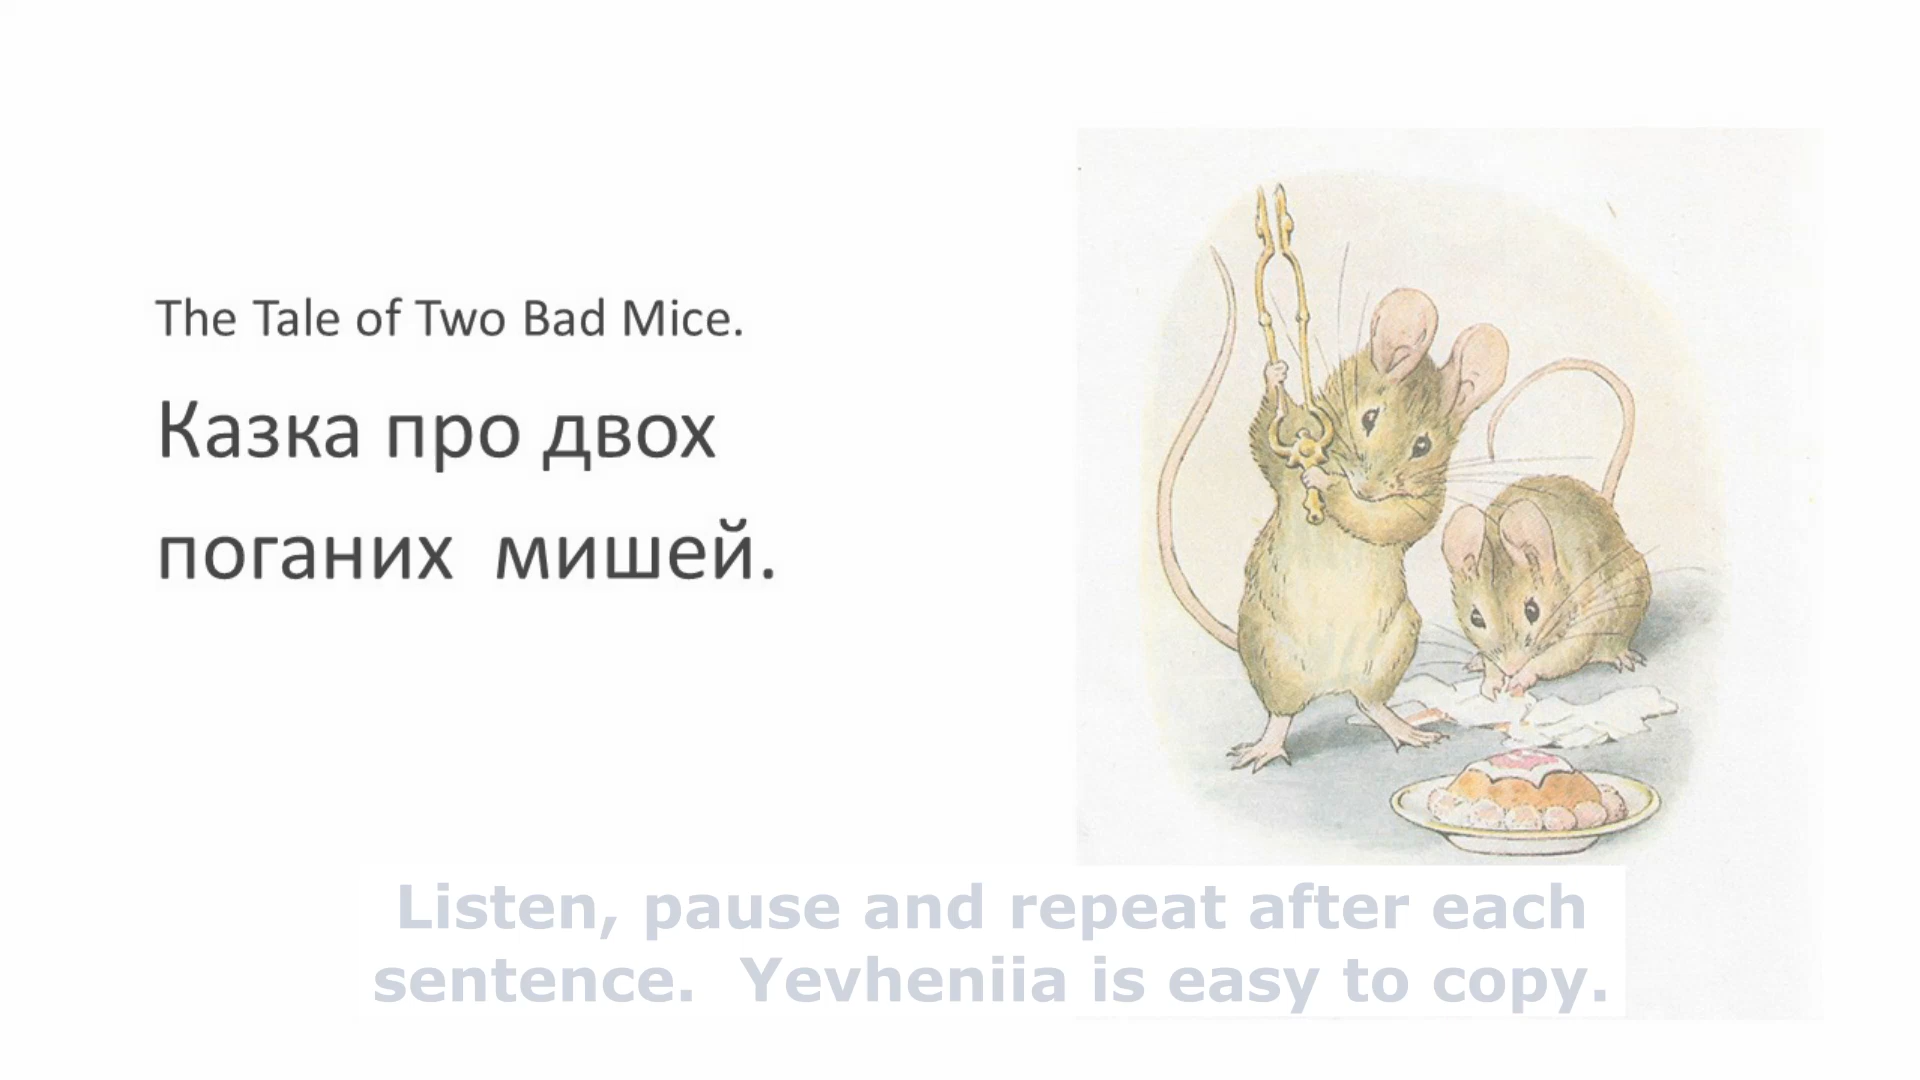 The Tale of Two Bad Mice.
Казка про двох
поганих мишей.
Listen, pause and repeat after each
sentence. Yevheniia is easy to copy.